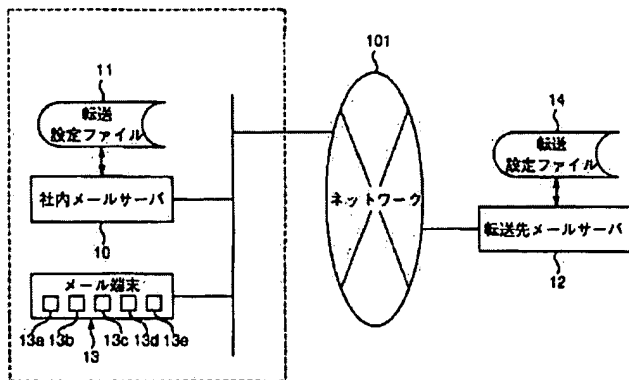 11
転送
設定ファイル
社内メールサーバ
10
メール端末
13a
13b
13c
13d
13e
13
101
ネットワーク
14
転送
設定ファイル
転送先メールサーバ
12